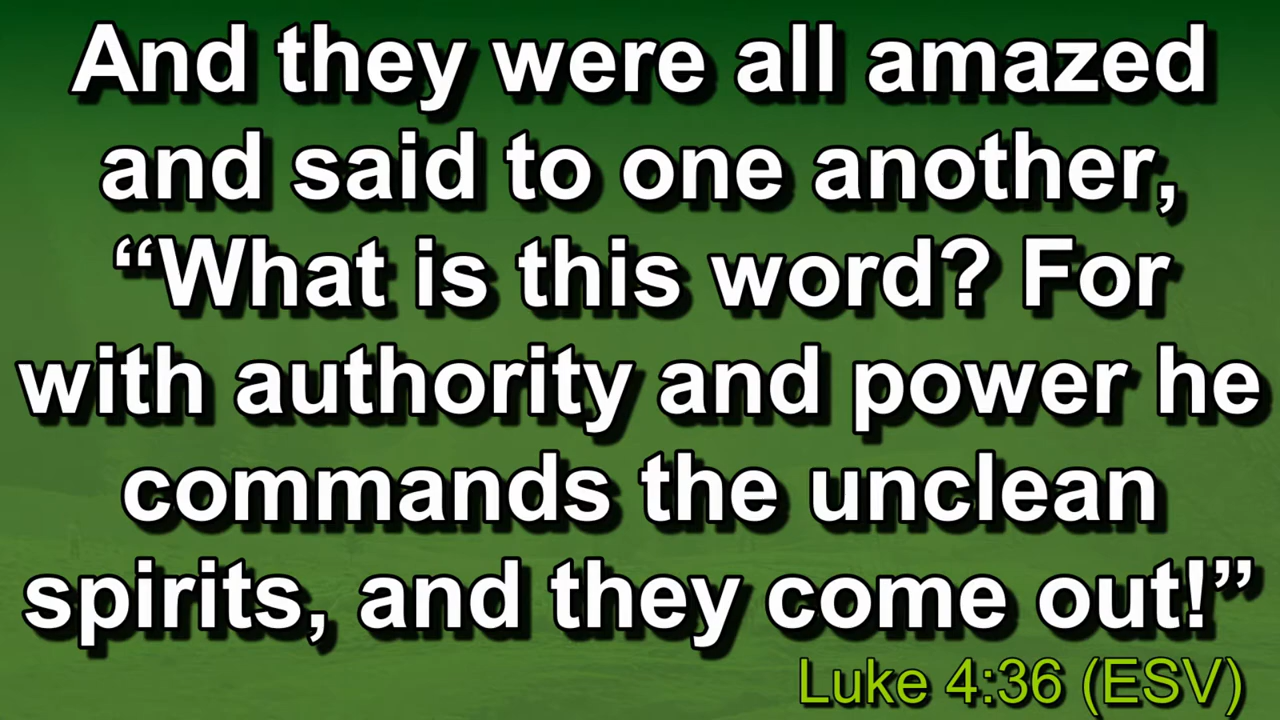 And they were all amazed
and said to one another,
“What is this word? For
with authority and power he
commands the unclean
spirits, and they come out!”
Luke 4:36 (ESV)